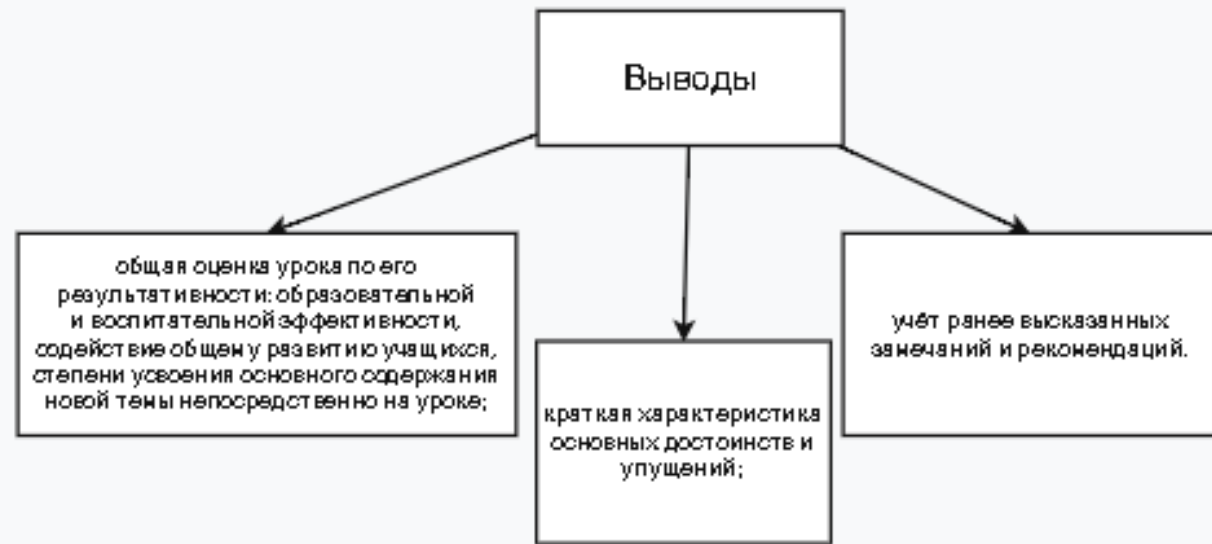 Выводы
общая оценка урока по его
результативности: образовательной
и воспитательной эффективности,
содействие общему развитию учащихся,
степени усвоения основного содержания
новой темы непосредственно на уроке;
краткая характеристика
основных достоинств и
упущений;
учёт ранее высказанных
замечаний и рекомендаций.